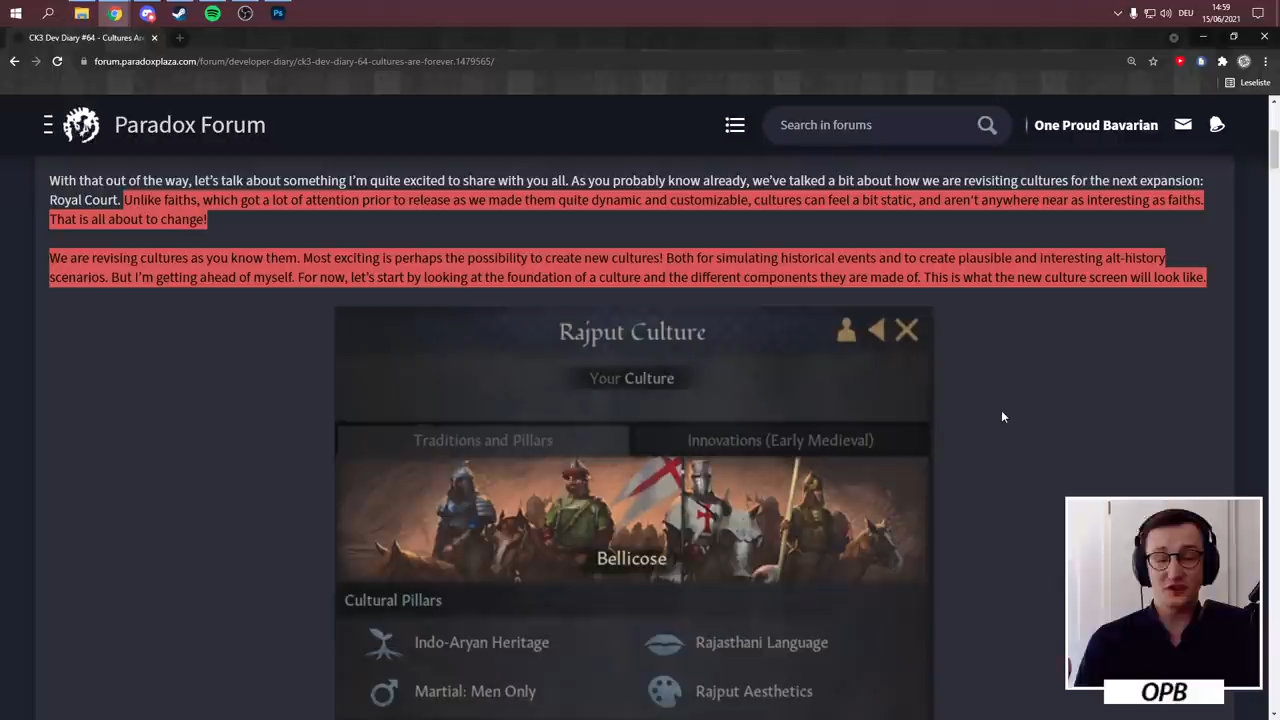 14:59
DEU
15/06/2021
CK3 Dev Diary #64 - Cultures Are
forum.paradoxplaza.com/forum/developer-diary/ck3-dev-diary-64-cultures-are-forever.1479565/
Leseliste
Paradox Forum
Search in forums
One Proud Bavarian
With that out of the way, let's talk about something I'm quite excited to share with you all. As you probably know already, we've talked a bit about how we are revisiting cultures for the next expansion:
Royal Court. Unlike faiths, which got a lot of attention prior to release as we made them quite dynamic and customizable, cultures can feel a bit static, and aren't anywhere near as interesting as faiths.
That is all about to change!
We are revising cultures as you know them. Most exciting is perhaps the possibility to create new cultures! Both for simulating historical events and to create plausible and interesting alt-history
scenarios. But I'm getting ahead of myself. For now, let's start by looking at the foundation of a culture and the different components they are made of. This is what the new culture screen will look like.
Rajput Culture
Your Culture
Traditions and Pillars
Innovations (Early Medieval)
Bellicose
Cultural Pillars
Indo-Aryan Heritage
Rajasthani Language
Martial: Men Only
Rajput Aesthetics
OPB